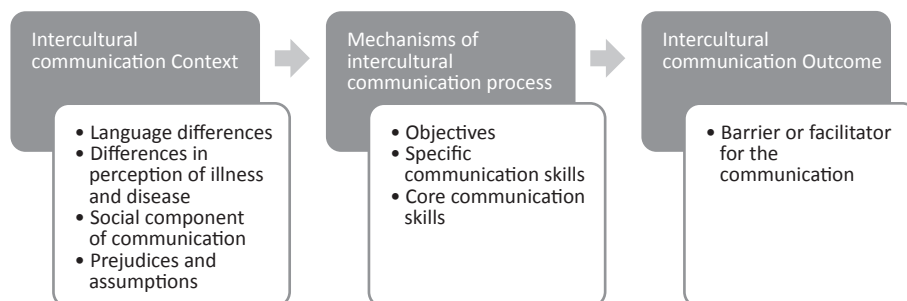 Intercultural
communication Context
• Language differences
• Differences in
perception of illness
and disease
• Social component
of communication
• Prejudices and
assumptions
Mechanisms of
intercultural
communication process
• Objectives
• Specific
communication skills
• Core communication
skills
Intercultural
communication Outcome
• Barrier or facilitator
for the
communication